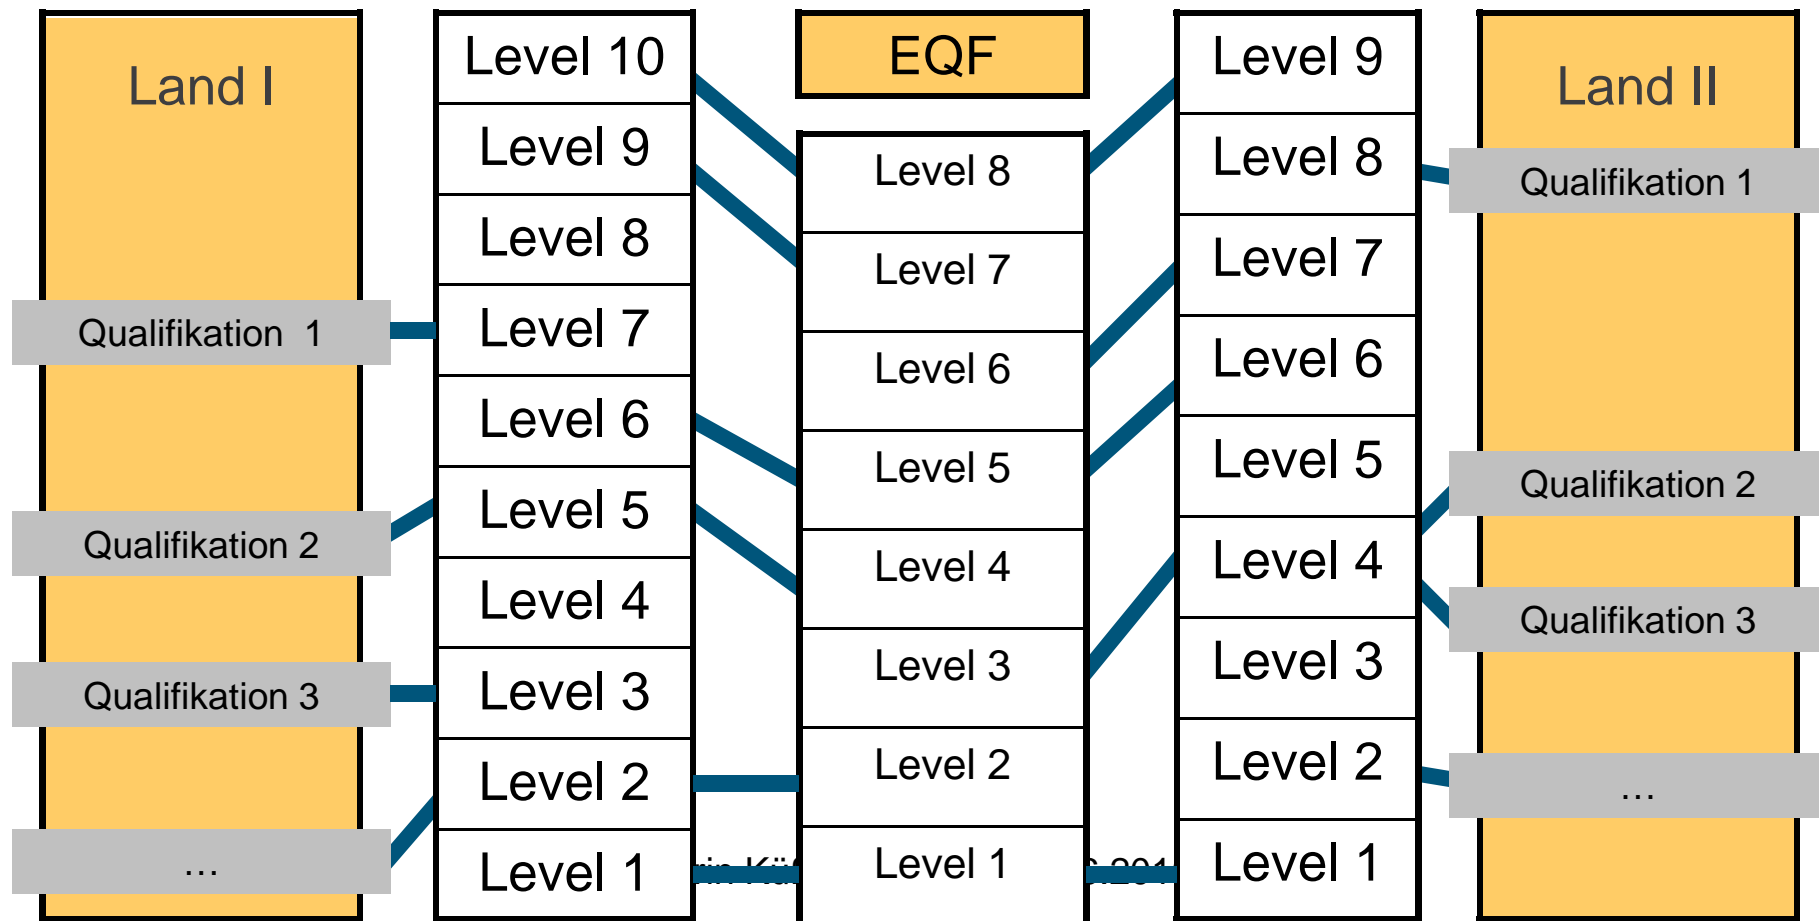 Land I
Qualifikation 1
Qualifikation 2
Qualifikation 3
...
Level 10
Level 9
Level 8
Level 7
Level 6
Level 5
Level 4
Level 3
Level 2
Level 1
EQF
Level 8
Level 7
Level 6
Level 5
Level 4
Level 3
Level 2
Level 1
Level 9
Level 8
Level 7
Level 6
Level 5
Level 4
Level 3
Level 2
Level 1
Land II
Qualifikation 1
Qualifikation 2
Qualifikation 3
...